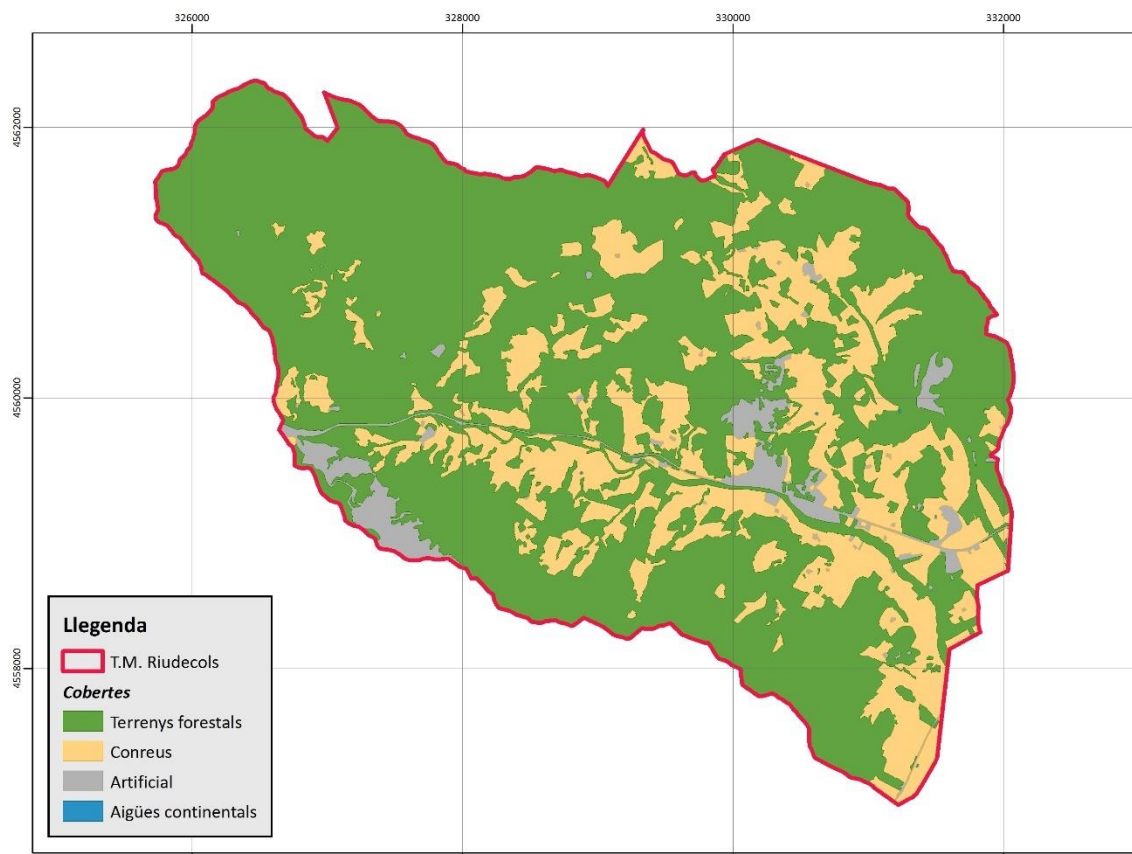 326000
328000
330000
332000
4562000
4560000
4558000
Llegenda
T.M. Riudecols
Cobertes
Terrenys forestals
Conreus
Artificial
Aigües continentals